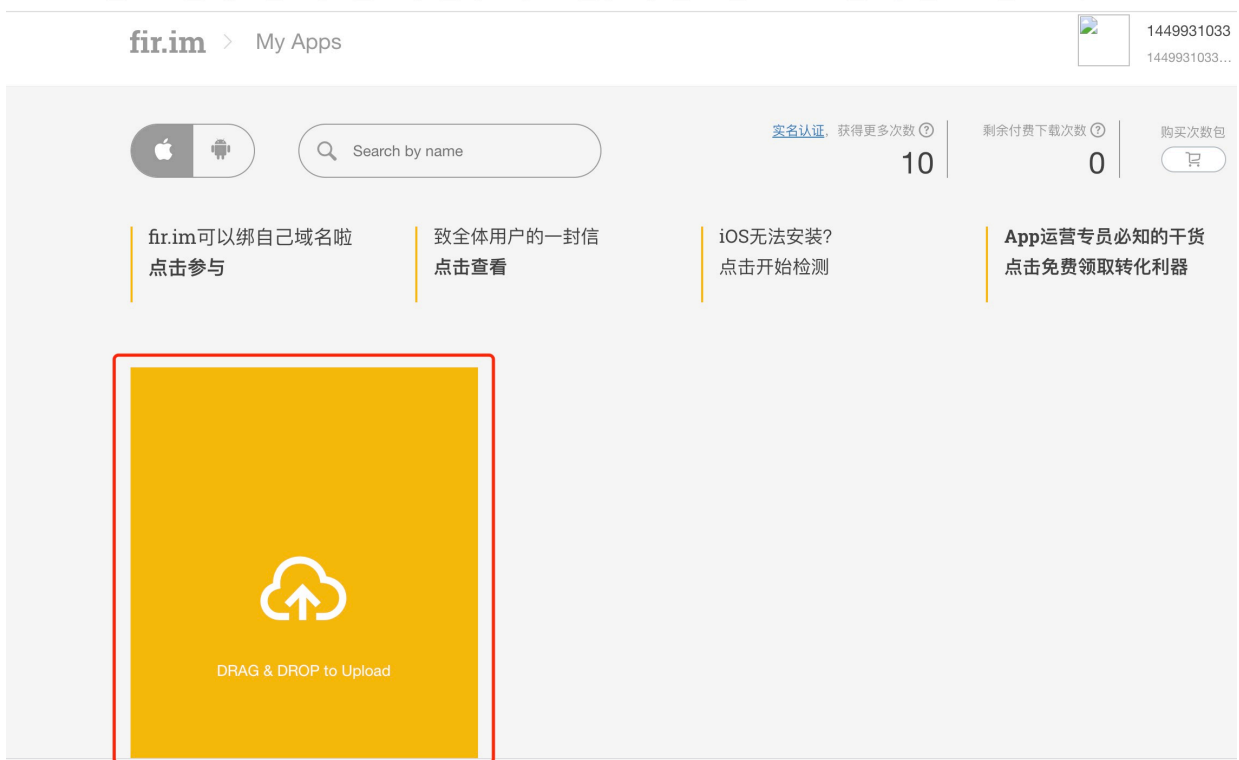 fir.im > My Apps
1449931033
1449931033...
Search by name
实名认证，获得更多次数 ?
10
剩余付费下载次数 ?
0
购买次数包
fir.im可以绑自己域名啦
点击参与
致全体用户的一封信
点击查看
iOS无法安装?
点击开始检测
App运营专员必知的干货
点击免费领取转化利器
DRAG & DROP to Upload